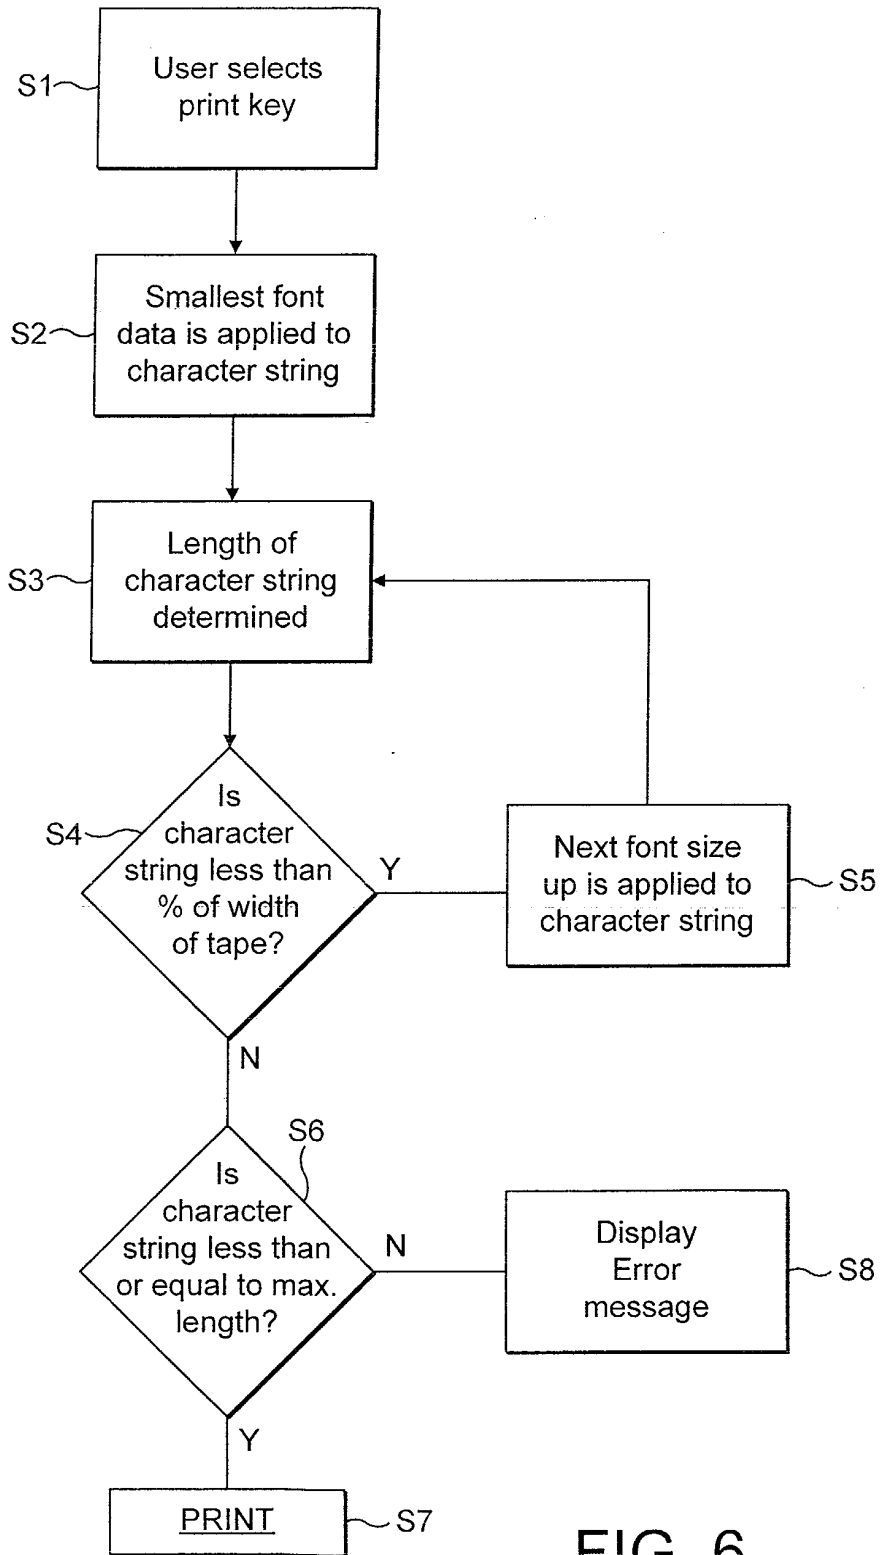 S1
User selects
print key
S2
Smallest font
data is applied to
character string
S3
Length of
character string
determined
S4
Is
character
string less than
% of width
of tape?
Y
S5
Next font size
up is applied to
character string
N
S6
Is
character
string less than
or equal to max.
length?
N
S8
Display
Error
message
Y
PRINT
S7
FIG. 6